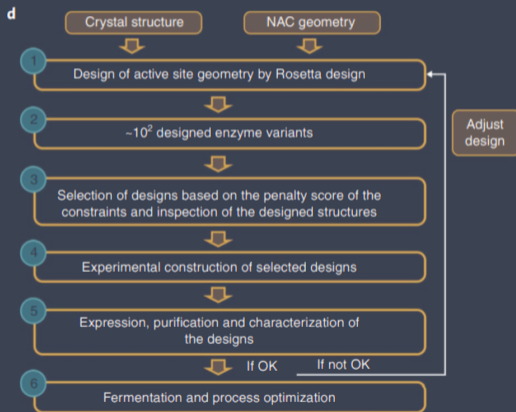 d
Crystal structure
NAC geometry
1
Design of active site geometry by Rosetta design
2
~10² designed enzyme variants
Adjust
design
3
Selection of designs based on the penalty score of the
constraints and inspection of the designed structures
4
Experimental construction of selected designs
5
Expression, purification and characterization of
the designs
If OK
If not OK
6
Fermentation and process optimization